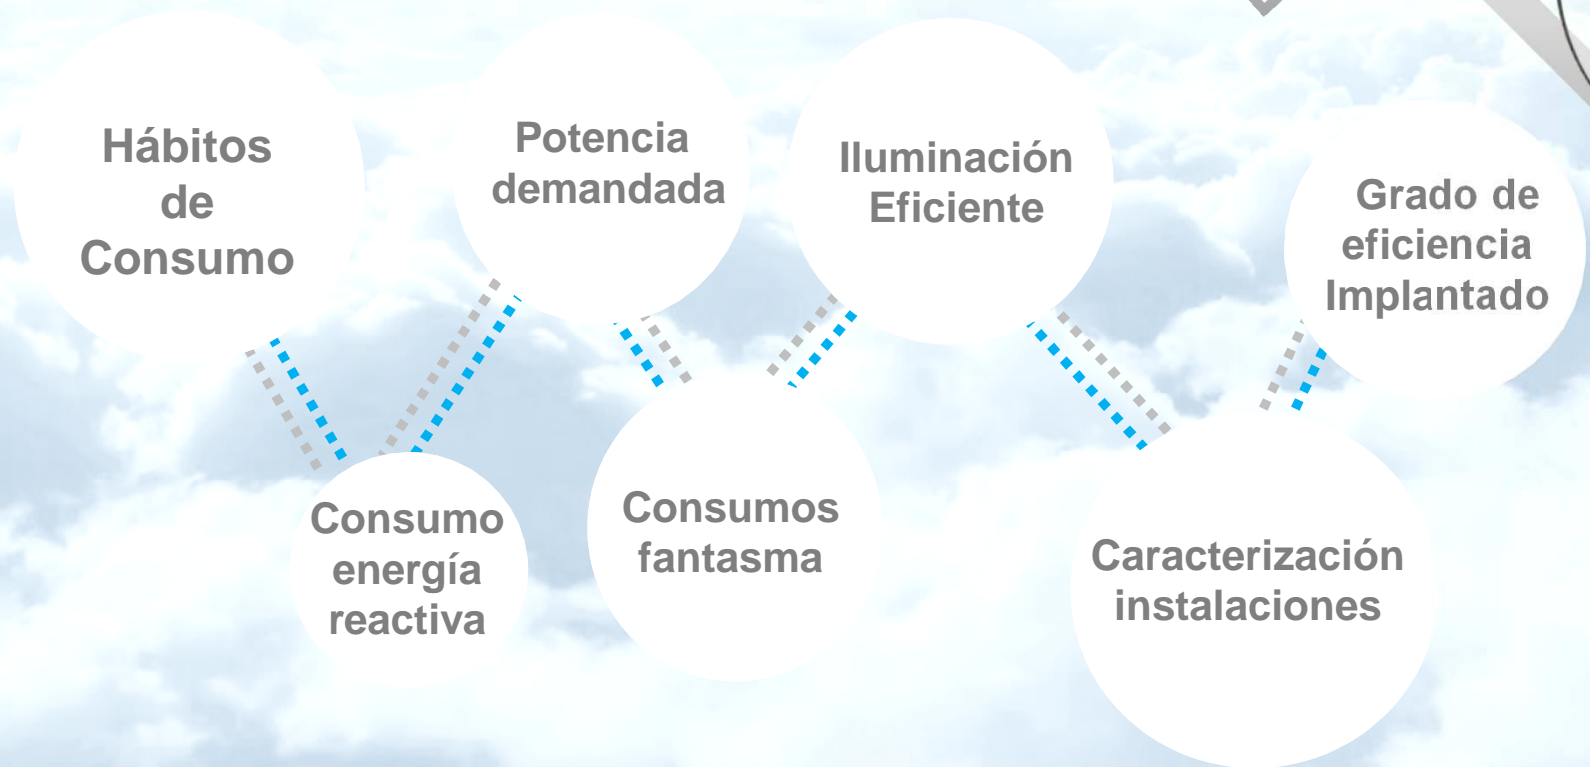 Hábitos
de
Consumo
Consumo
energía
reactiva
Potencia
demandada
Consumos
fantasma
Iluminación
Eficiente
Caracterización
instalaciones
Grado de
eficiencia
Implantado